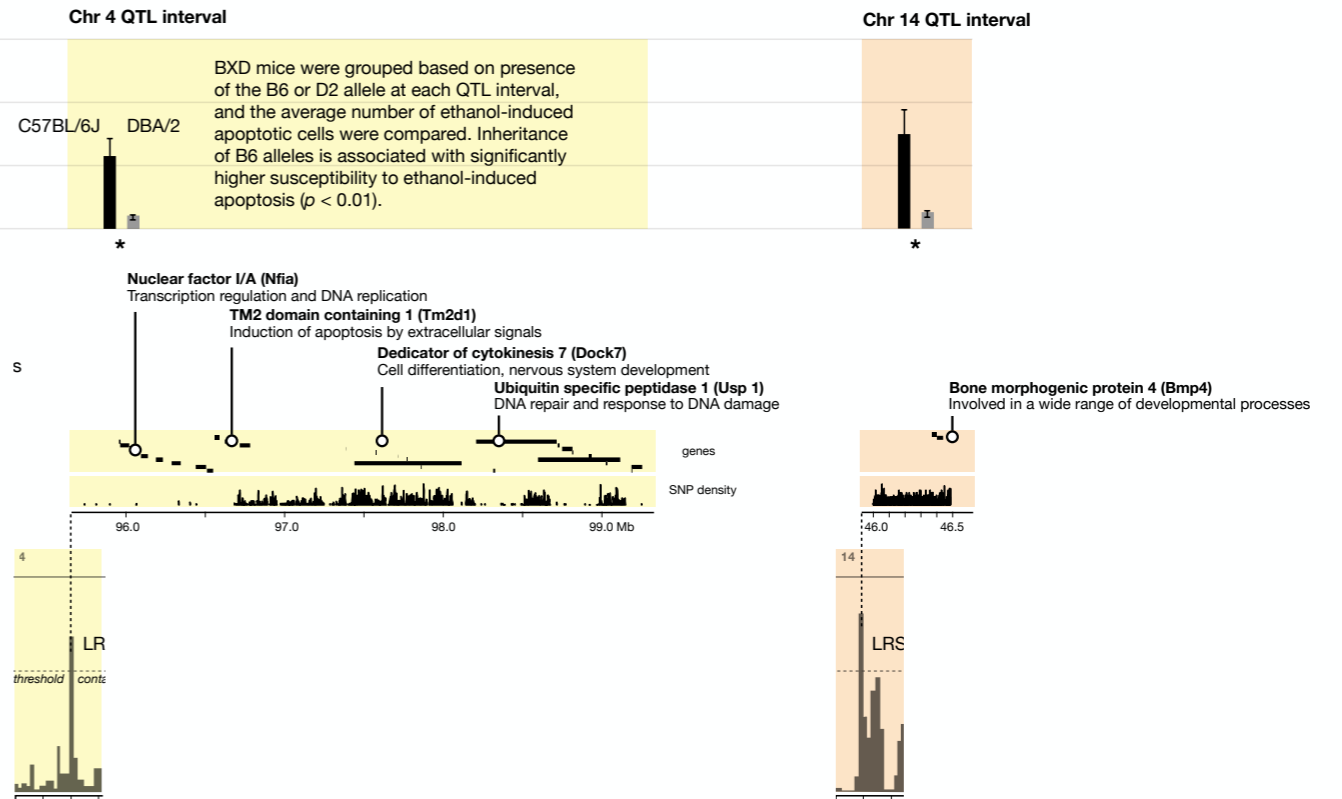 Chr 4 QTL interval
Chr 14 QTL interval
BXD mice were grouped based on presence
of the B6 or D2 allele at each QTL interval,
and the average number of ethanol-induced
apoptotic cells were compared. Inheritance
of B6 alleles is associated with significantly
higher susceptibility to ethanol-induced
apoptosis (p < 0.01).
C57BL/6J DBA/2
*
*
Nuclear factor I/A (Nfia)
Transcription regulation and DNA replication
TM2 domain containing 1 (Tm2d1)
Induction of apoptosis by extracellular signals
Dedicator of cytokinesis 7 (Dock7)
Cell differentiation, nervous system development
Ubiquitin specific peptidase 1 (Usp 1)
DNA repair and response to DNA damage
Bone morphogenic protein 4 (Bmp4)
Involved in a wide range of developmental processes
s
genes
SNP density
96.0 97.0 98.0 99.0 Mb
46.0 46.5
4
LR
threshold conta
14
LRS